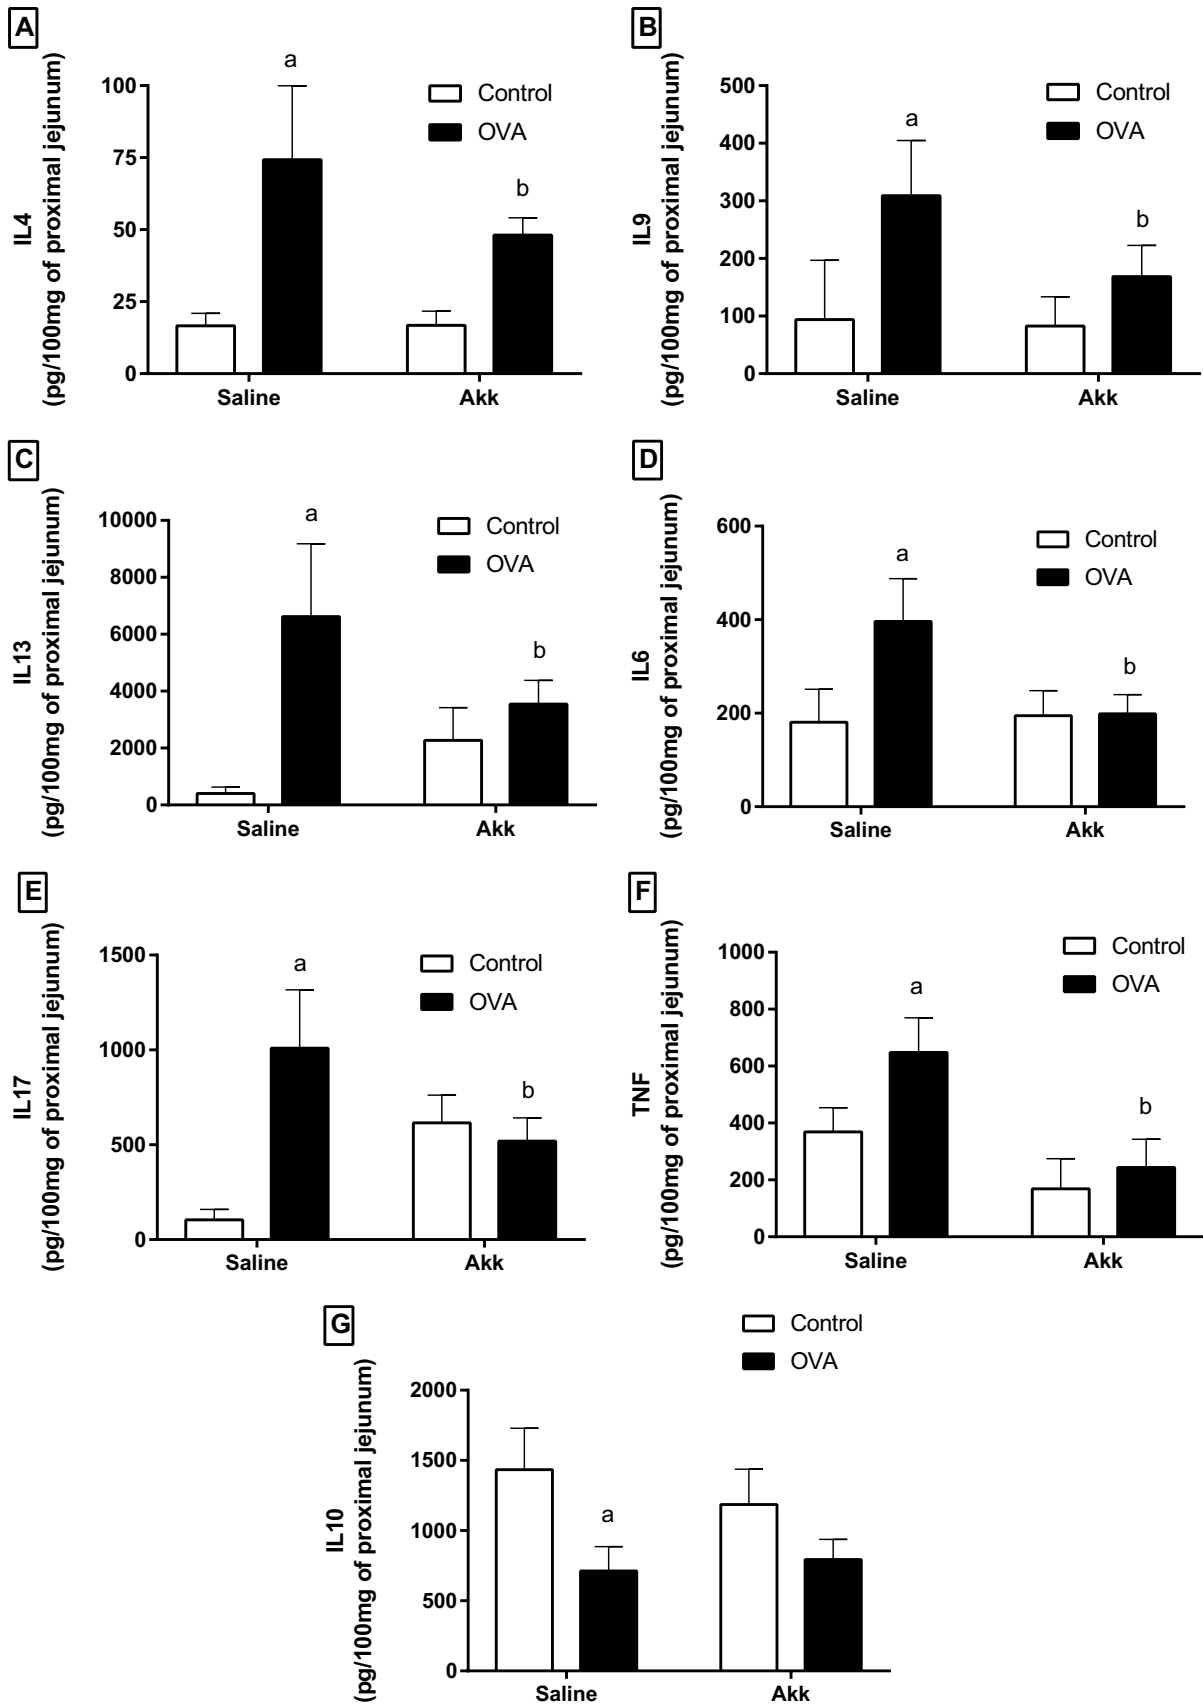 A
IL4
(pg/100mg of proximal jejunum)
100
75
50
25
0
a
b
Control
OVA
Saline
Akk
B
IL9
(pg/100mg of proximal jejunum)
500
400
300
200
100
0
a
b
Control
OVA
Saline
Akk
C
IL13
(pg/100mg of proximal jejunum)
10000
8000
6000
4000
2000
0
a
b
Control
OVA
Saline
Akk
D
IL6
(pg/100mg of proximal jejunum)
600
400
200
0
a
b
Control
OVA
Saline
Akk
E
IL17
(pg/100mg of proximal jejunum)
1500
1000
500
0
a
b
Control
OVA
Saline
Akk
F
TNF
(pg/100mg of proximal jejunum)
1000
800
600
400
200
0
a
b
Control
OVA
Saline
Akk
G
IL10
(pg/100mg of proximal jejunum)
2000
1500
1000
500
0
a
Control
OVA
Saline
Akk